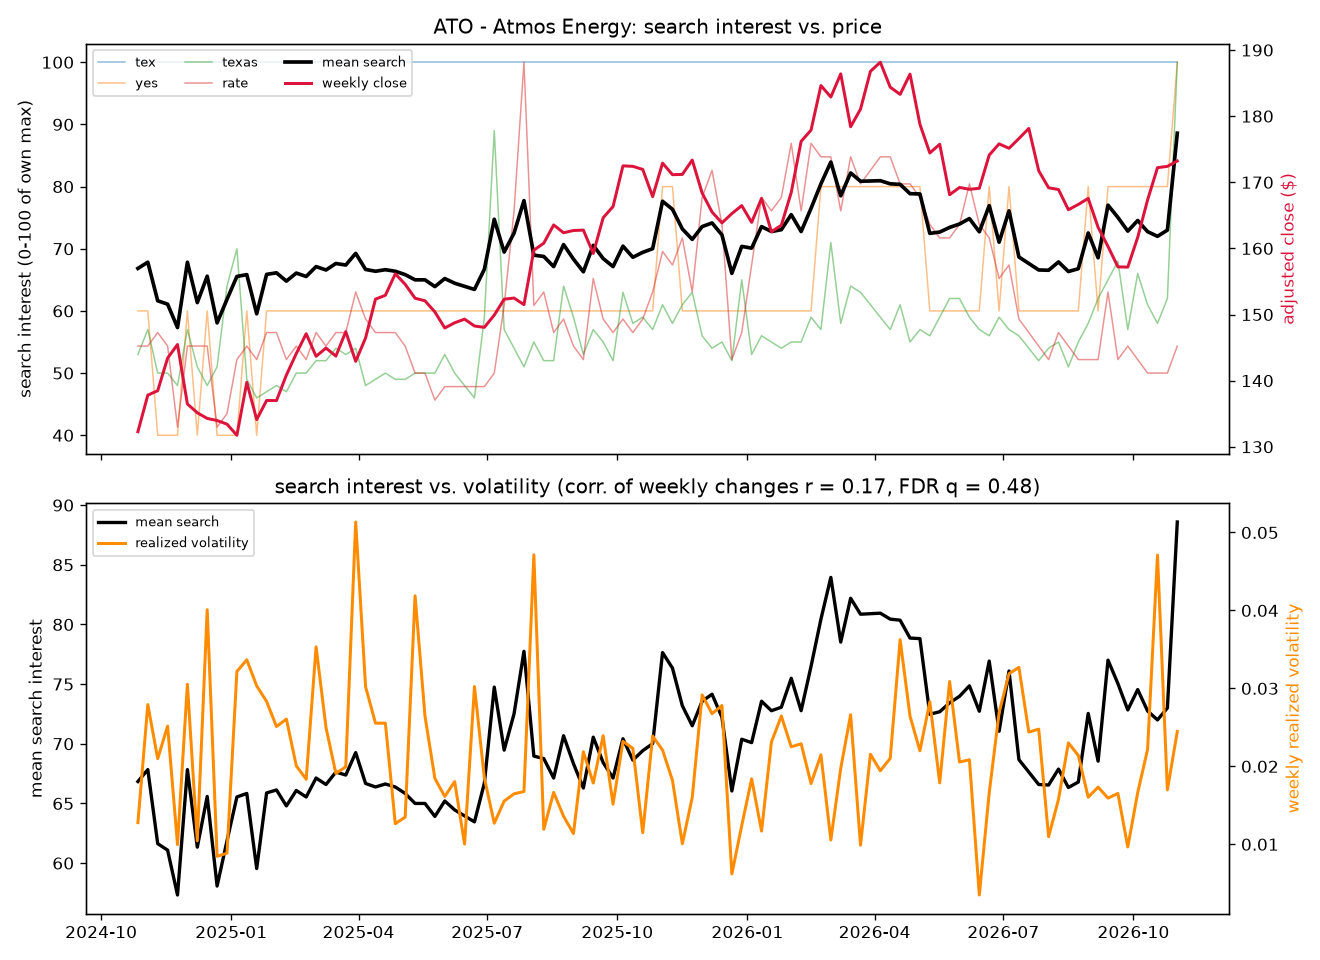 ATO - Atmos Energy: search interest vs. price
tex
yes
texas
rate
mean search
weekly close
search interest (0-100 of own max)
100
90
80
70
60
50
40
adjusted close ($)
190
180
170
160
150
140
130
search interest vs. volatility (corr. of weekly changes r = 0.17, FDR q = 0.48)
mean search
realized volatility
mean search interest
90
85
80
75
70
65
60
weekly realized volatility
0.05
0.04
0.03
0.02
0.01
2024-10 2025-01 2025-04 2025-07 2025-10 2026-01 2026-04 2026-07 2026-10